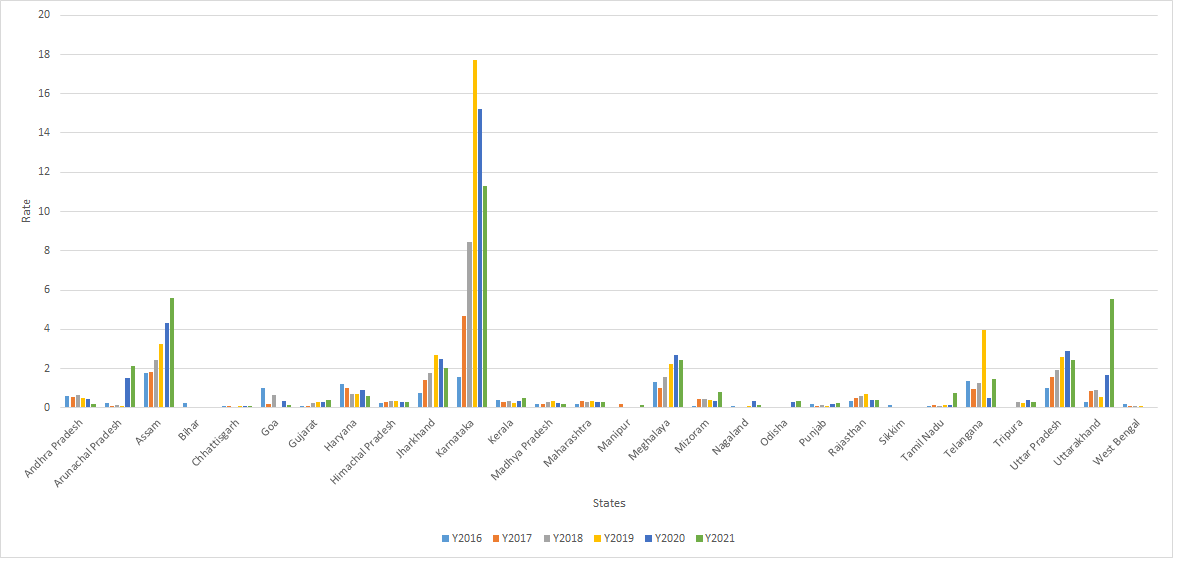 20
18
16
14
12
10
8
6
4
2
0
Rate
Andhra Pradesh
Arunachal Pradesh
Assam
Bihar
Chhattisgarh
Goa
Gujarat
Haryana
Himachal Pradesh
Jharkhand
Karnataka
Kerala
Madhya Pradesh
Maharashtra
Manipur
Meghalaya
Mizoram
Nagaland
Odisha
Punjab
Rajasthan
Sikkim
Tamil Nadu
Telangana
Tripura
Uttar Pradesh
Uttarakhand
West Bengal
States
Y2016 Y2017 Y2018 Y2019 Y2020 Y2021